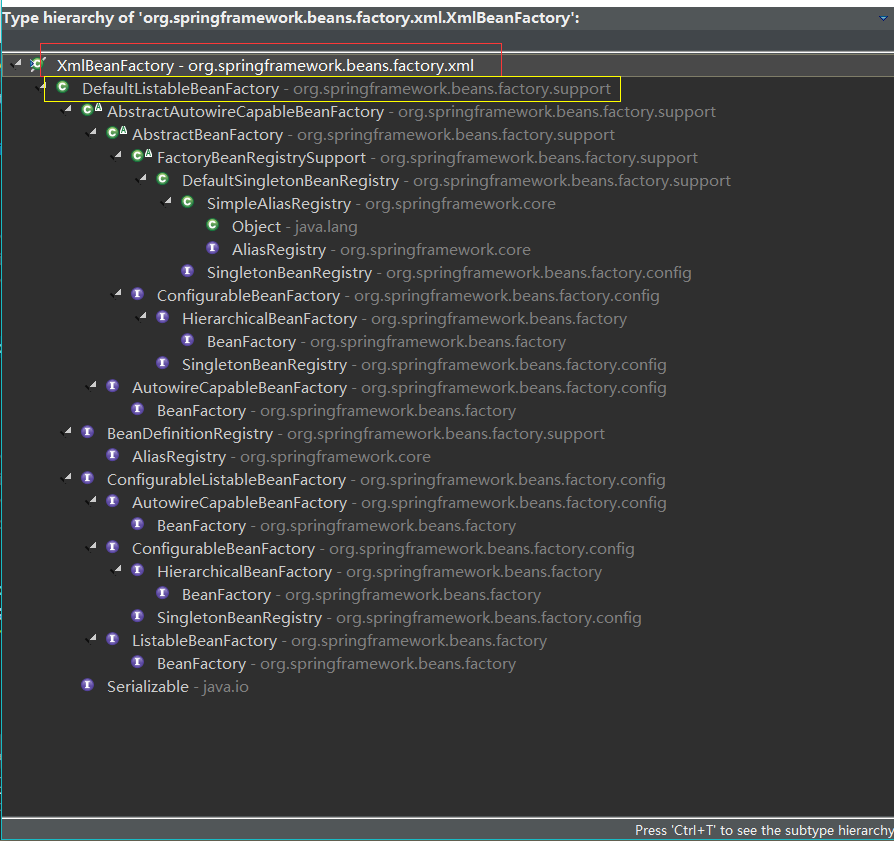 Type hierarchy of 'org.springframework.beans.factory.xml.XmlBeanFactory':
XmlBeanFactory - org.springframework.beans.factory.xml
DefaultListableBeanFactory - org.springframework.beans.factory.support
AbstractAutowireCapableBeanFactory - org.springframework.beans.factory.support
AbstractBeanFactory - org.springframework.beans.factory.support
FactoryBeanRegistrySupport - org.springframework.beans.factory.support
DefaultSingletonBeanRegistry - org.springframework.beans.factory.support
SimpleAliasRegistry - org.springframework.core
Object - java.lang
AliasRegistry - org.springframework.core
SingletonBeanRegistry - org.springframework.beans.factory.config
ConfigurableBeanFactory - org.springframework.beans.factory.config
HierarchicalBeanFactory - org.springframework.beans.factory
BeanFactory - org.springframework.beans.factory
SingletonBeanRegistry - org.springframework.beans.factory.config
AutowireCapableBeanFactory - org.springframework.beans.factory.config
BeanFactory - org.springframework.beans.factory
BeanDefinitionRegistry - org.springframework.beans.factory.support
AliasRegistry - org.springframework.core
ConfigurableListableBeanFactory - org.springframework.beans.factory.config
AutowireCapableBeanFactory - org.springframework.beans.factory.config
BeanFactory - org.springframework.beans.factory
ConfigurableBeanFactory - org.springframework.beans.factory.config
HierarchicalBeanFactory - org.springframework.beans.factory
BeanFactory - org.springframework.beans.factory
SingletonBeanRegistry - org.springframework.beans.factory.config
ListableBeanFactory - org.springframework.beans.factory
BeanFactory - org.springframework.beans.factory
Serializable - java.io
Press 'Ctrl+T' to see the subtype hierarchy